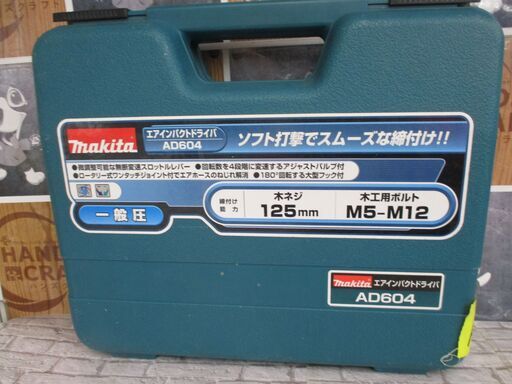 makita
エアインパクトドライバ
AD604
ソフト打撃でスムーズな締付け!!
●微調整可能な無断変速スロットルレバー ●回転数を4段階に変速するアジャストバルブ付
●ロータリー式ワンタッチジョイント付でエアホースのねじれ解消 ●180°回転する大型フック付
一般圧
締付け能力
木ネジ
125mm
木工用ボルト
M5-M12
makita エアインパクトドライバ
AD604
HAND
CRA